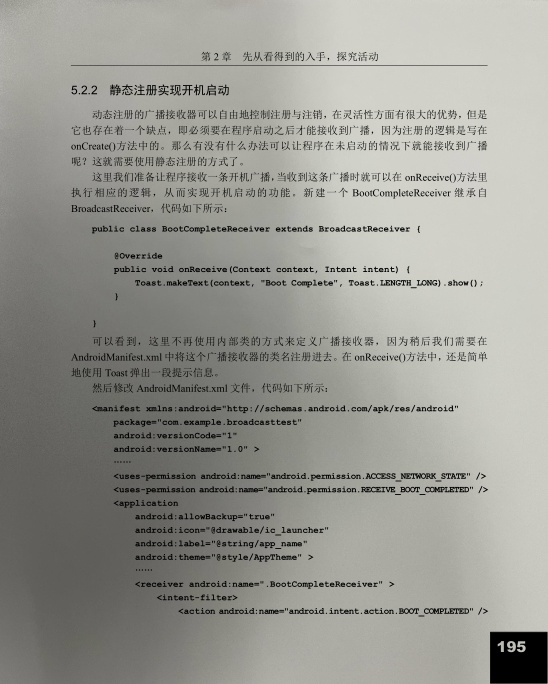 第 2 章 先从看得到的入手，探究活动
5.2.2 静态注册实现开机启动
动态注册的广播接收器可以自由地控制注册与注销，在灵活性方面有很大的优势，但是
它也存在着一个缺点，即必须要在程序启动之后才能接收到广播，因为注册的逻辑是写在
onCreate()方法中的。那么有没有什么办法可以让程序在未启动的情况下就能接收到广播
呢？这就需要使用静态注册的方式了。
这里我们准备让程序接收一条开机广播，当收到这条广播时就可以在 onReceive()方法里
执行相应的逻辑，从而实现开机启动的功能，新建一个 BootCompleteReceiver 继承自
BroadcastReceiver，代码如下所示：
public class BootCompleteReceiver extends BroadcastReceiver {
@Override
public void onReceive(Context context, Intent intent) {
Toast.makeText(context, "Boot Complete", Toast.LENGTH_LONG).show();
}
}
可以看到，这里不再使用内部类的方式来定义广播接收器，因为稍后我们需要在
AndroidManifest.xml 中将这个广播接收器的类名注册进去。在 onReceive()方法中，还是简单
地使用 Toast 弹出一段提示信息。
然后修改 AndroidManifest.xml 文件，代码如下所示：
<manifest xmlns:android="http://schemas.android.com/apk/res/android"
package="com.example.broadcasttest"
android:versionCode="1"
android:versionName="1.0" >
……
<uses-permission android:name="android.permission.ACCESS_NETWORK_STATE" />
<uses-permission android:name="android.permission.RECEIVE_BOOT_COMPLETED" />
<application
android:allowBackup="true"
android:icon="@drawable/ic_launcher"
android:label="@string/app_name"
android:theme="@style/AppTheme" >
……
<receiver android:name=".BootCompleteReceiver" >
<intent-filter>
<action android:name="android.intent.action.BOOT_COMPLETED" />
195